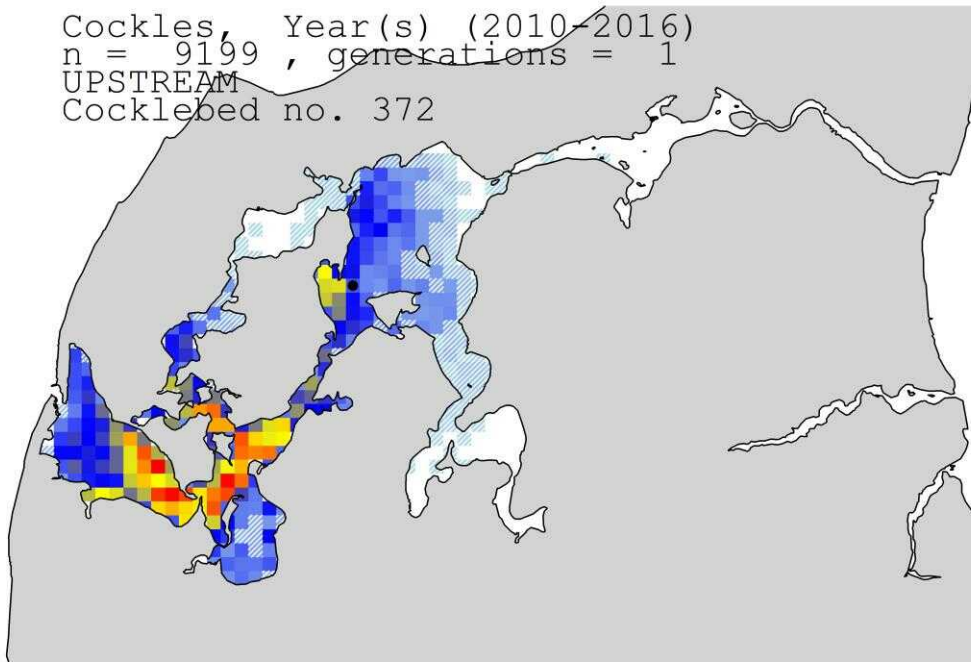 Cockles, Year(s) (2010-2016)
n = 9199 , generations = 1
UPSTREAM
Cocklebed no. 372